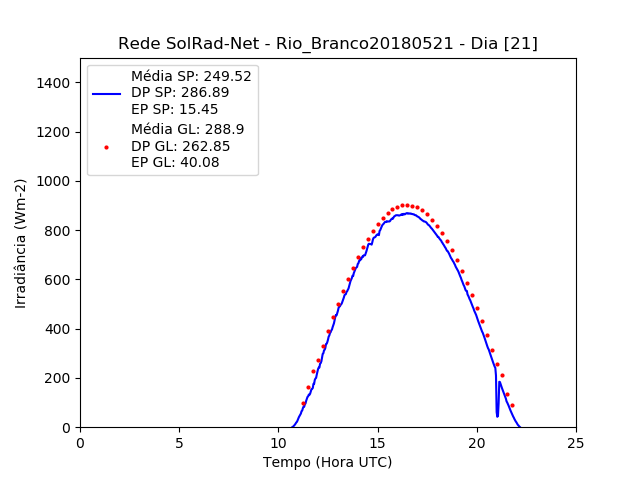 Rede SolRad-Net - Rio_Branco20180521 - Dia [21]
Média SP: 249.52
DP SP: 286.89
EP SP: 15.45
Média GL: 288.9
DP GL: 262.85
EP GL: 40.08
Irradiância (Wm-2)
1400
1200
1000
800
600
400
200
0
0 5 10 15 20 25
Tempo (Hora UTC)